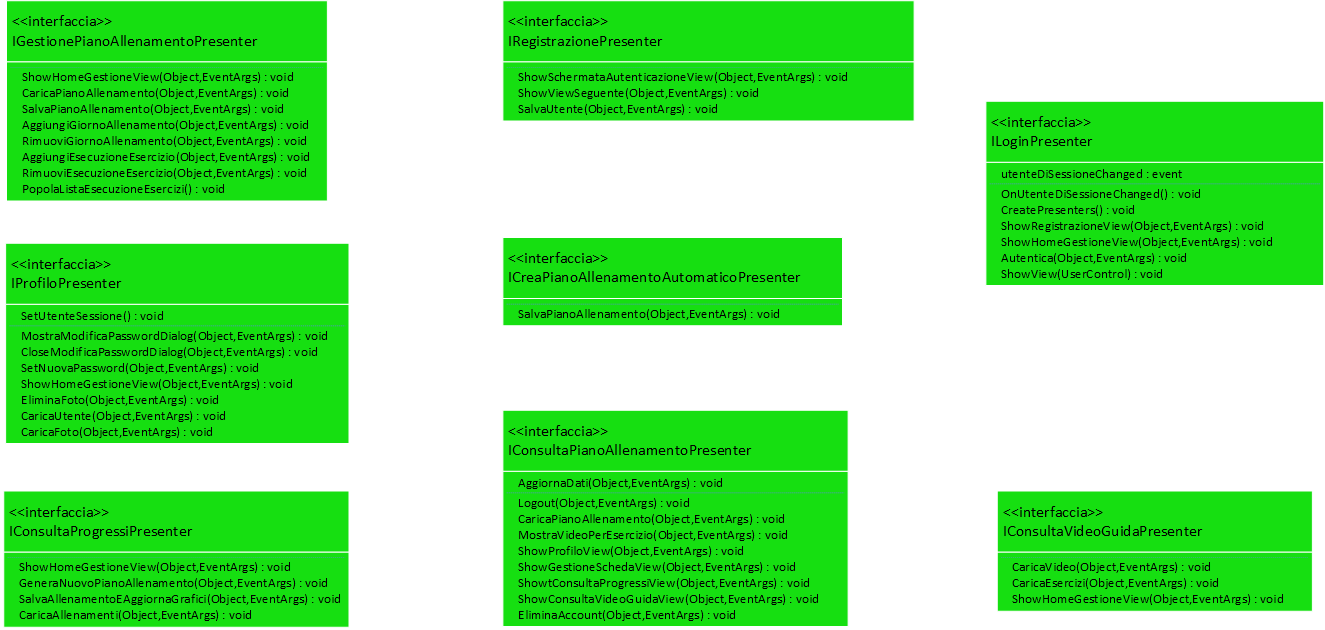 <<interfaccia>>
IGestionePianoAllenamentoPresenter
ShowHomeGestioneView(Object,EventArgs) : void
CaricaPianoAllenamento(Object,EventArgs) : void
SalvaPianoAllenamento(Object,EventArgs) : void
AggiungiGiornoAllenamento(Object,EventArgs) : void
RimuoviGiornoAllenamento(Object,EventArgs) : void
AggiungiEsecuzioneEsercizio(Object,EventArgs) : void
RimuoviEsecuzioneEsercizio(Object,EventArgs) : void
PopolaListaEsecuzioneEsercizi() : void
<<interfaccia>>
IRegistrazionePresenter
ShowSchermataAutenticazioneView(Object,EventArgs) : void
ShowViewSeguente(Object,EventArgs) : void
SalvaUtente(Object,EventArgs) : void
<<interfaccia>>
ILoginPresenter
utenteDiSessioneChanged : event
OnUtenteDiSessioneChanged() : void
CreatePresenters() : void
ShowRegistrazioneView(Object,EventArgs) : void
ShowHomeGestioneView(Object,EventArgs) : void
Autentica(Object,EventArgs) : void
ShowView(UserControl) : void
<<interfaccia>>
IProfiloPresenter
SetUtenteSessione() : void
MostraModificaPasswordDialog(Object,EventArgs) : void
CloseModificaPasswordDialog(Object,EventArgs) : void
SetNuovaPassword(Object,EventArgs) : void
ShowHomeGestioneView(Object,EventArgs) : void
EliminaFoto(Object,EventArgs) : void
CaricaUtente(Object,EventArgs) : void
CaricaFoto(Object,EventArgs) : void
<<interfaccia>>
ICreaPianoAllenamentoAutomaticoPresenter
SalvaPianoAllenamento(Object,EventArgs) : void
<<interfaccia>>
IConsultaPianoAllenamentoPresenter
AggiornaDati(Object,EventArgs) : void
Logout(Object,EventArgs) : void
CaricaPianoAllenamento(Object,EventArgs) : void
MostraVideoPerEsercizio(Object,EventArgs) : void
ShowProfiloView(Object,EventArgs) : void
ShowGestioneSchedaView(Object,EventArgs) : void
ShowtConsultaProgressiView(Object,EventArgs) : void
ShowConsultaVideoGuidaView(Object,EventArgs) : void
EliminaAccount(Object,EventArgs) : void
<<interfaccia>>
IConsultaProgressiPresenter
ShowHomeGestioneView(Object,EventArgs) : void
GeneraNuovoPianoAllenamento(Object,EventArgs) : void
SalvaAllenamentoEAggiornaGrafici(Object,EventArgs) : void
CaricaAllenamenti(Object,EventArgs) : void
<<interfaccia>>
IConsultaVideoGuidaPresenter
CaricaVideo(Object,EventArgs) : void
CaricaEsercizi(Object,EventArgs) : void
ShowHomeGestioneView(Object,EventArgs) : void